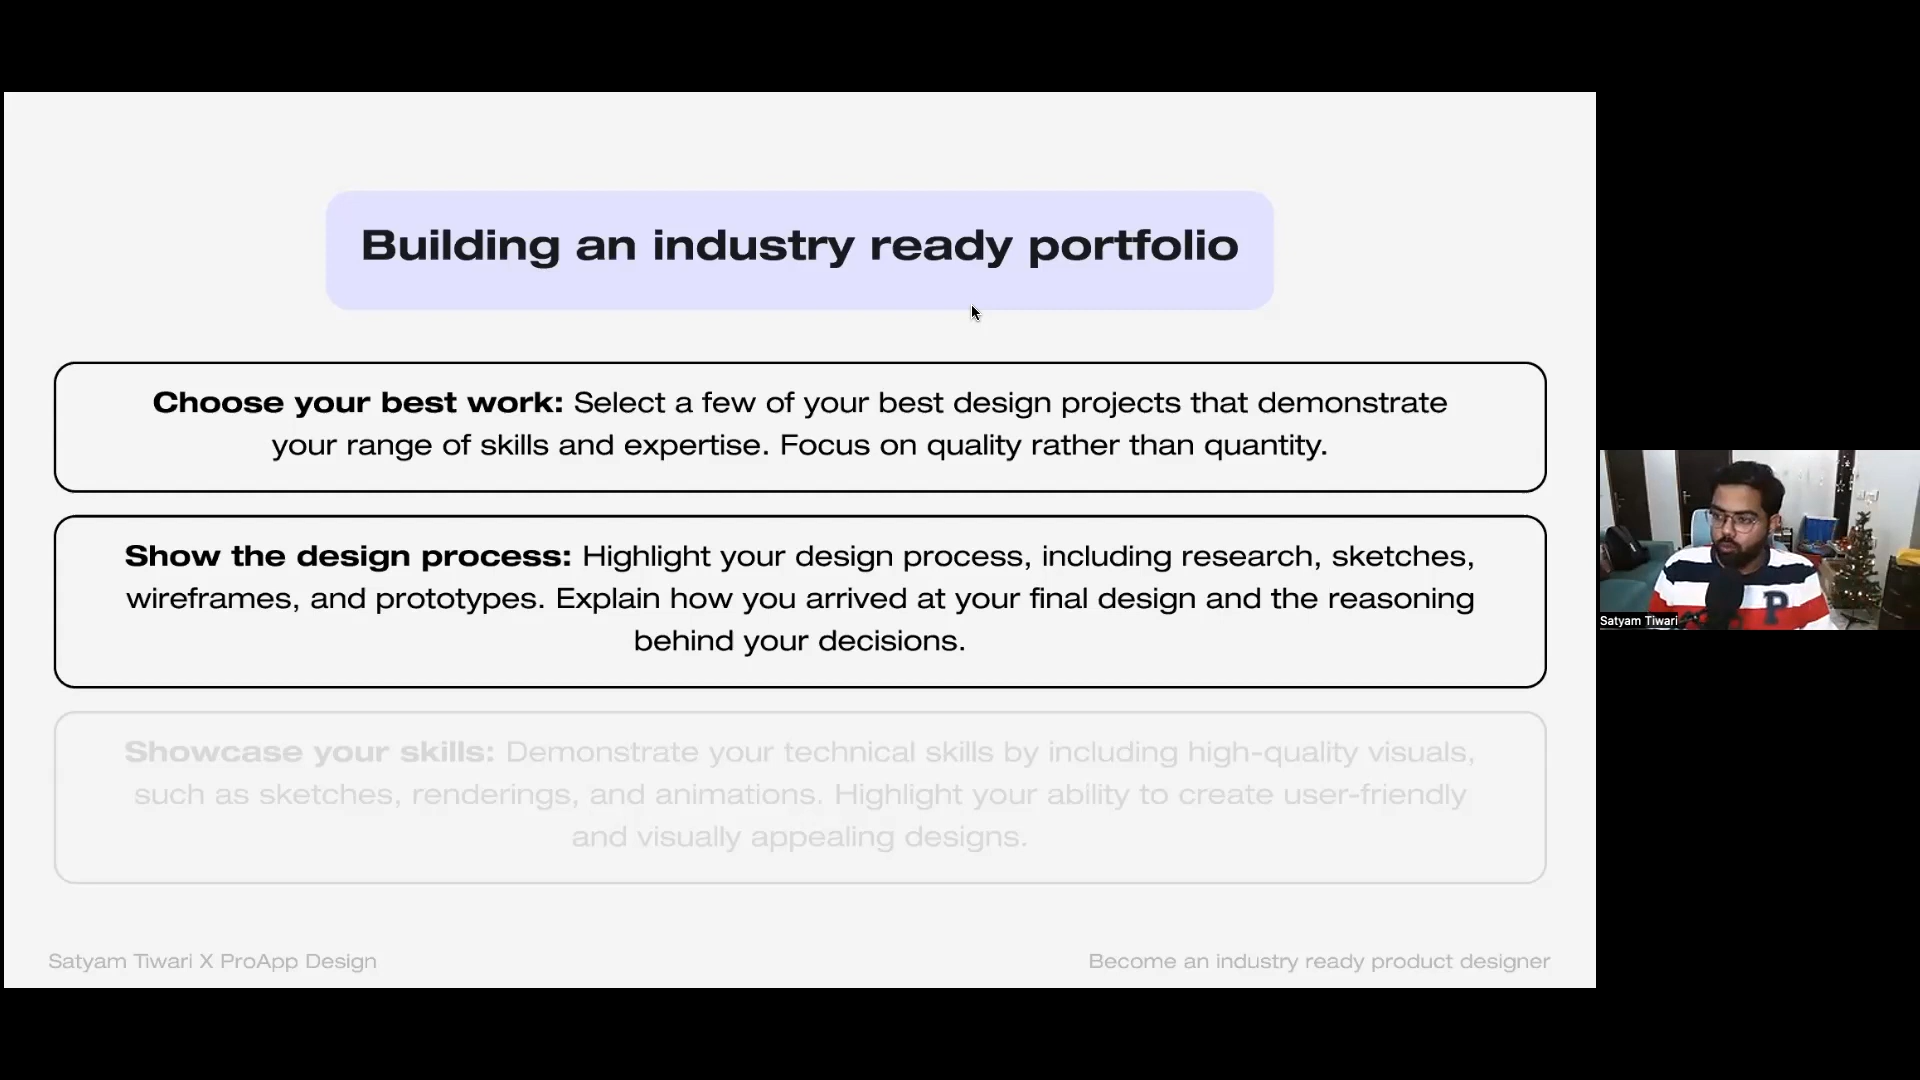 Building an industry ready portfolio
Choose your best work: Select a few of your best design projects that demonstrate
your range of skills and expertise. Focus on quality rather than quantity.
Show the design process: Highlight your design process, including research, sketches,
wireframes, and prototypes. Explain how you arrived at your final design and the reasoning
behind your decisions.
Showcase your skills: Demonstrate your technical skills by including high-quality visuals,
such as sketches, renderings, and animations. Highlight your ability to create user-friendly
and visually appealing designs.
Satyam Tiwari X ProApp Design
Become an industry ready product designer
P
Satyam Tiwari